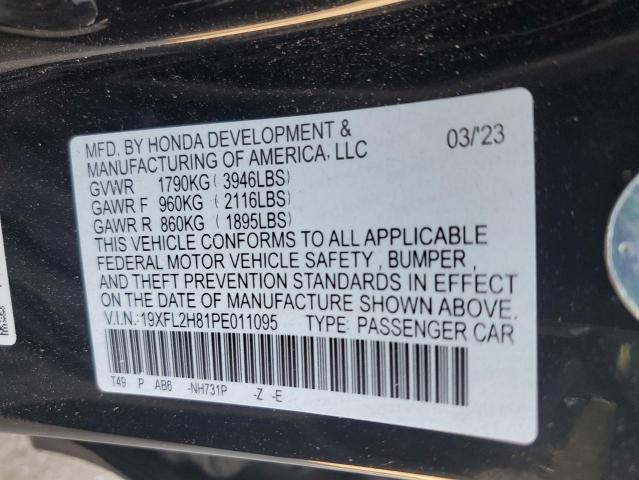 MFD. BY HONDA DEVELOPMENT & 03/'23
MANUFACTURING OF AMERICA, LLC
GVWR 1790KG (3946LBS)
GAWR F 960KG (2116LBS)
GAWR R 860KG (1895LBS)
THIS VEHICLE CONFORMS TO ALL APPLICABLE
FEDERAL MOTOR VEHICLE SAFETY , BUMPER ,
AND THEFT PREVENTION STANDARDS IN EFFECT
ON THE DATE OF MANUFACTURE SHOWN ABOVE.
V.I.N.:19XFL2H81PE011095 TYPE: PASSENGER CAR
T49 P AB6 -NH731P -Z -E